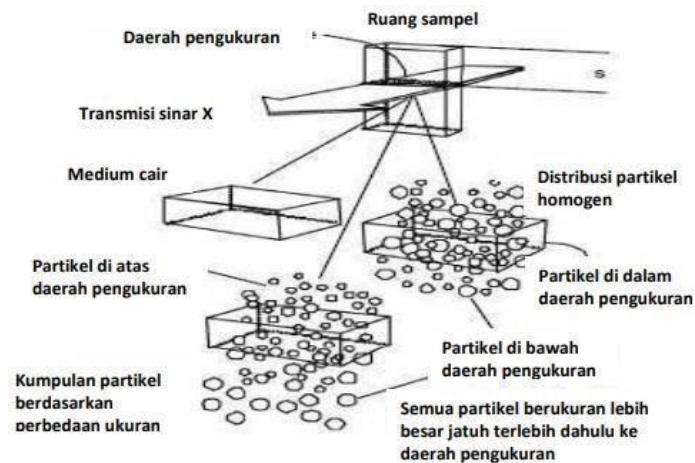 Ruang sampel
Daerah pengukuran
S
Transmisi sinar X
Medium cair
Distribusi partikel
homogen
Partikel di atas
daerah pengukuran
Partikel di dalam
daerah pengukuran
Partikel di bawah
daerah pengukuran
Kumpulan partikel
berdasarkan
perbedaan ukuran
Semua partikel berukuran lebih
besar jatuh terlebih dahulu ke
daerah pengukuran